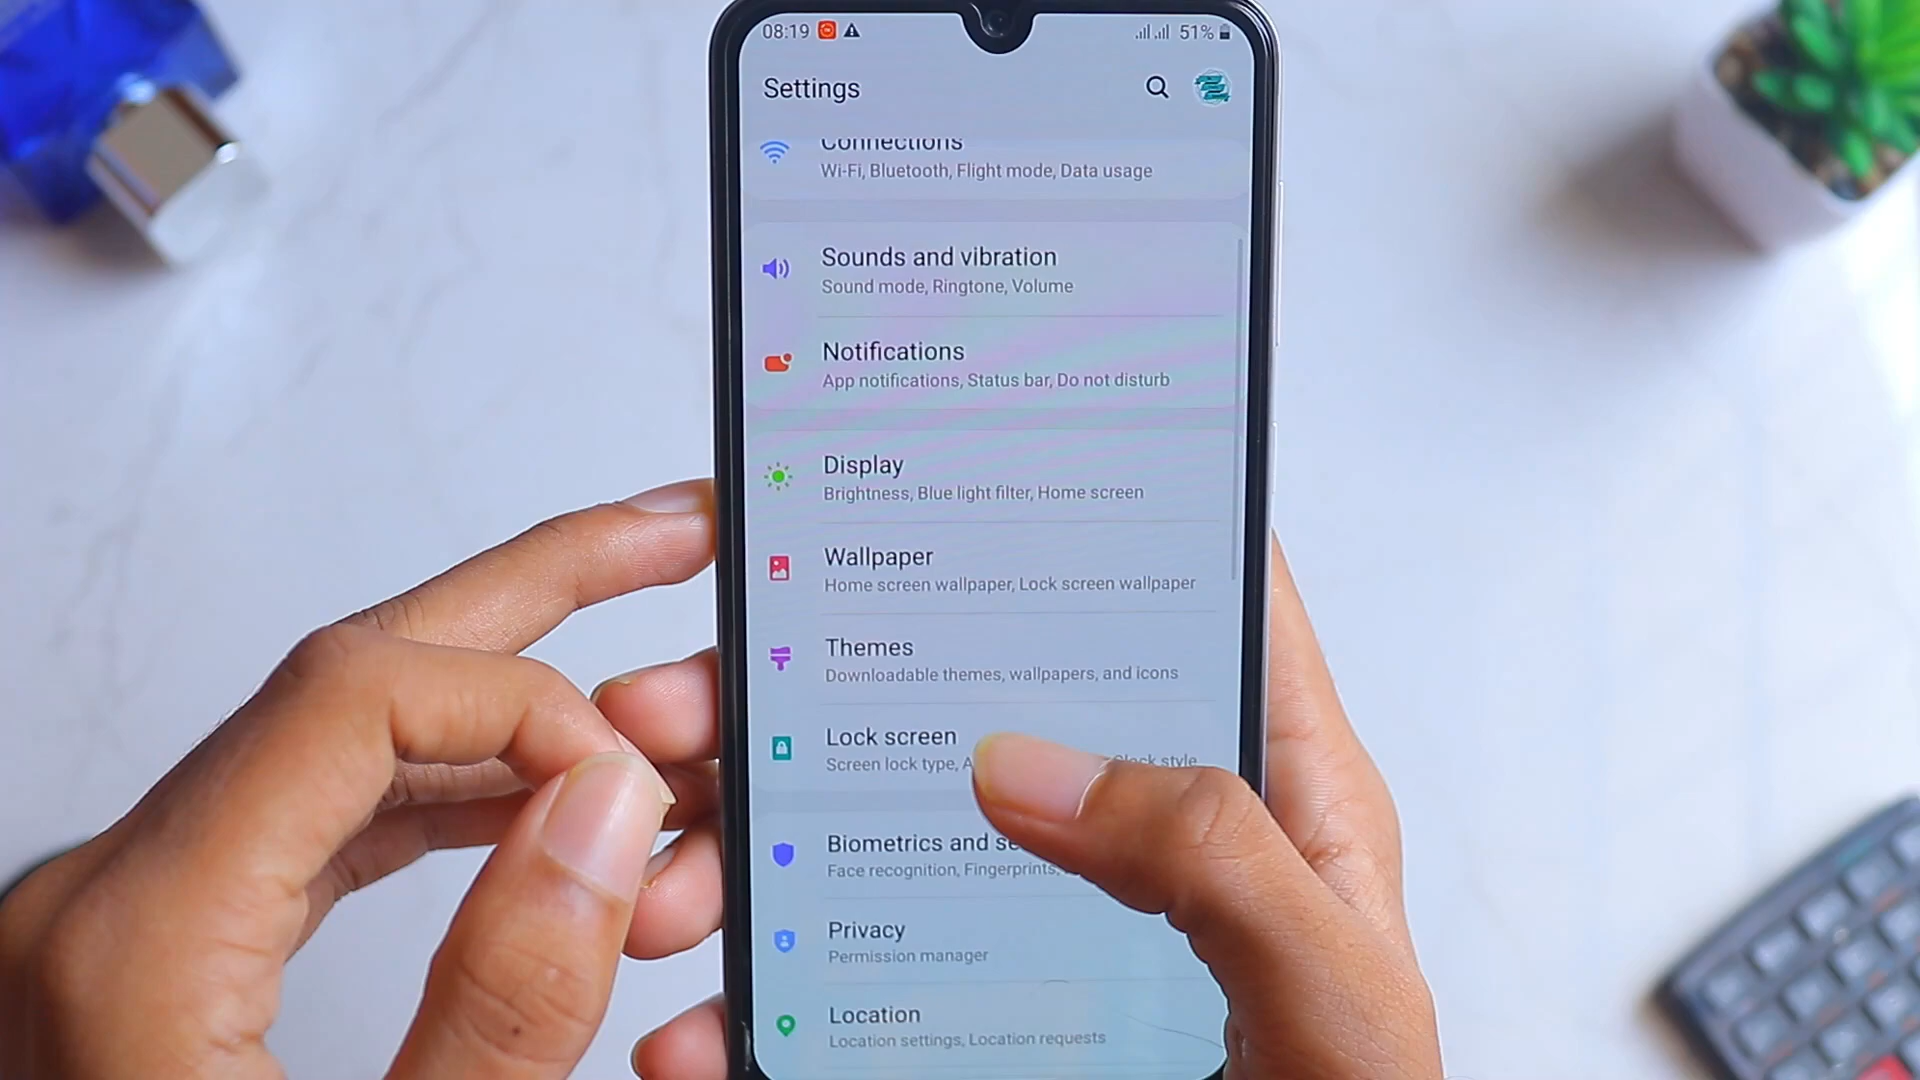 08:19
51%
Settings
Connections
Wi-Fi, Bluetooth, Flight mode, Data usage
Sounds and vibration
Sound mode, Ringtone, Volume
Notifications
App notifications, Status bar, Do not disturb
Display
Brightness, Blue light filter, Home screen
Wallpaper
Home screen wallpaper, Lock screen wallpaper
Themes
Downloadable themes, wallpapers, and icons
Lock screen
Screen lock type, Clock style
Biometrics and
Face recognition, Fingerprints,
Privacy
Permission manager
Location
Location settings, Location requests